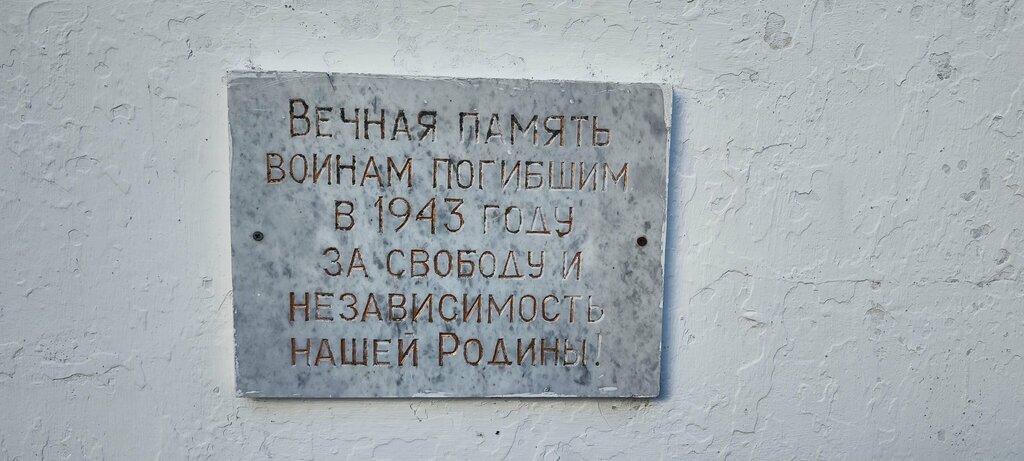 Вечная память
воинам погибшим
в 1943 году
за свободу и
независимость
нашей Родины!